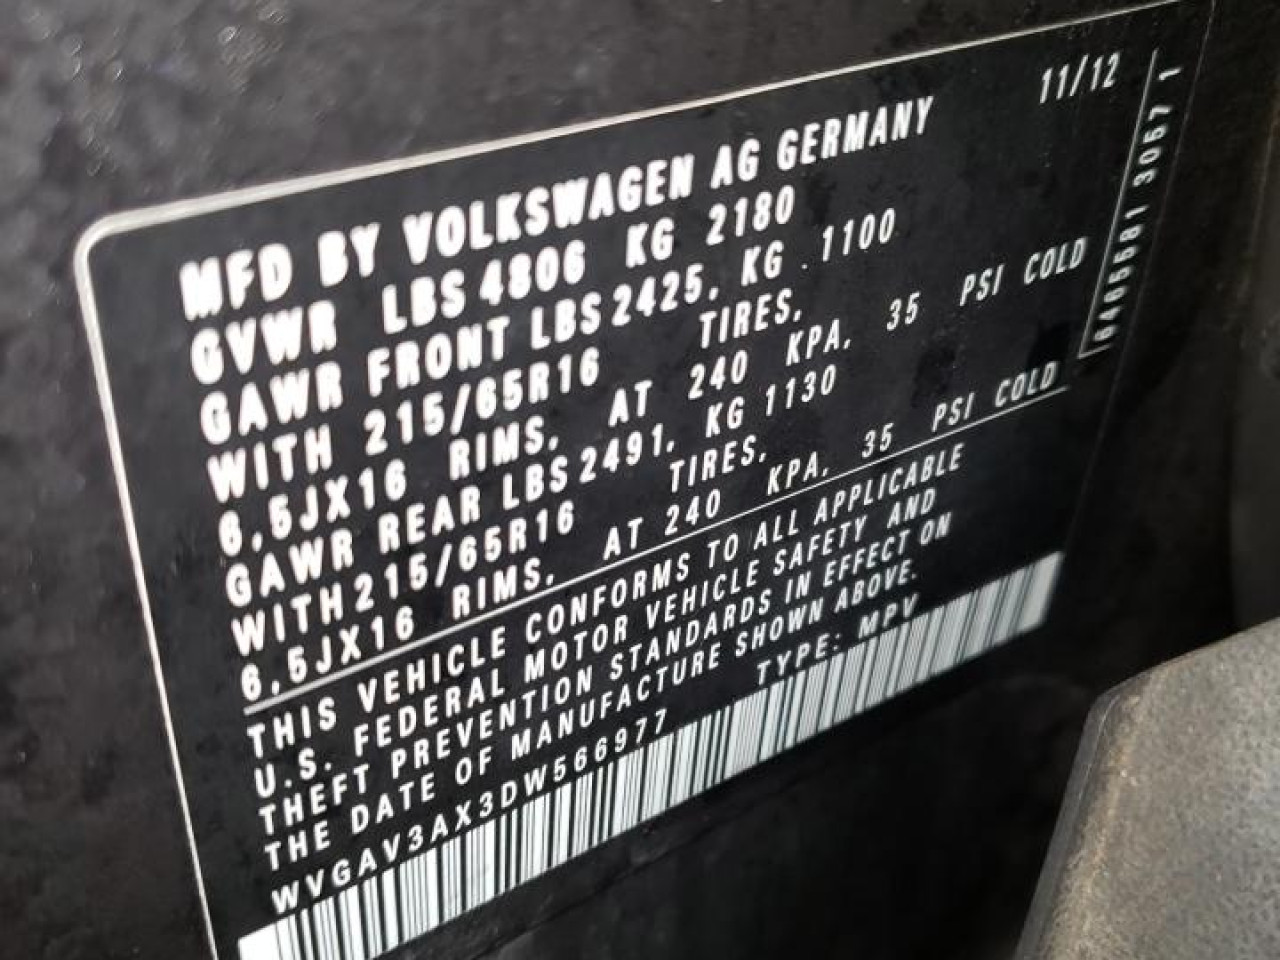 11/12
MFD BY VOLKSWAGEN AG GERMANY
GVWR LBS 4806 KG 2180
GAWR FRONT LBS 2425, KG 1100
WITH 215/65R16 TIRES,
6,5JX16 RIMS, AT 240 KPA, 35 PSI COLD
GAWR REAR LBS 2491, KG 1130
WITH 215/65R16 TIRES,
6,5JX16 RIMS, AT 240 KPA, 35 PSI COLD
THIS VEHICLE CONFORMS TO ALL APPLICABLE
U.S. FEDERAL MOTOR VEHICLE SAFETY AND
THEFT PREVENTION STANDARDS IN EFFECT ON
THE DATE OF MANUFACTURE SHOWN ABOVE.
WVGAV3AX3DW566977 TYPE: MPV